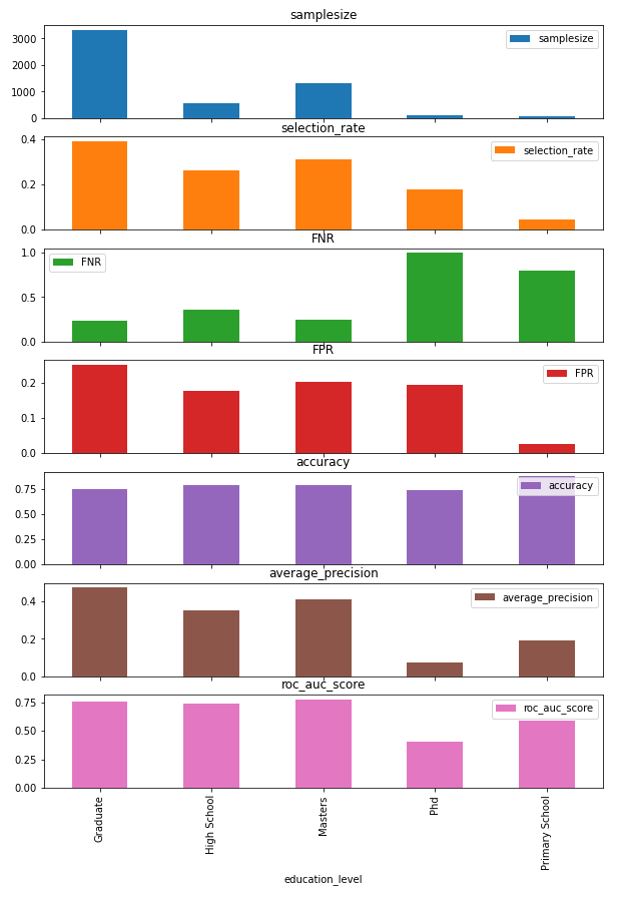 samplesize
3000
2000
1000
0
samplesize
selection_rate
0.4
0.2
0.0
selection_rate
FNR
1.0
0.5
0.0
FNR
FPR
0.2
0.1
0.0
FPR
accuracy
0.75
0.50
0.25
0.00
accuracy
average_precision
0.4
0.2
0.0
average_precision
roc_auc_score
0.75
0.50
0.25
0.00
roc_auc_score
Graduate
High School
Masters
Phd
Primary School
education_level